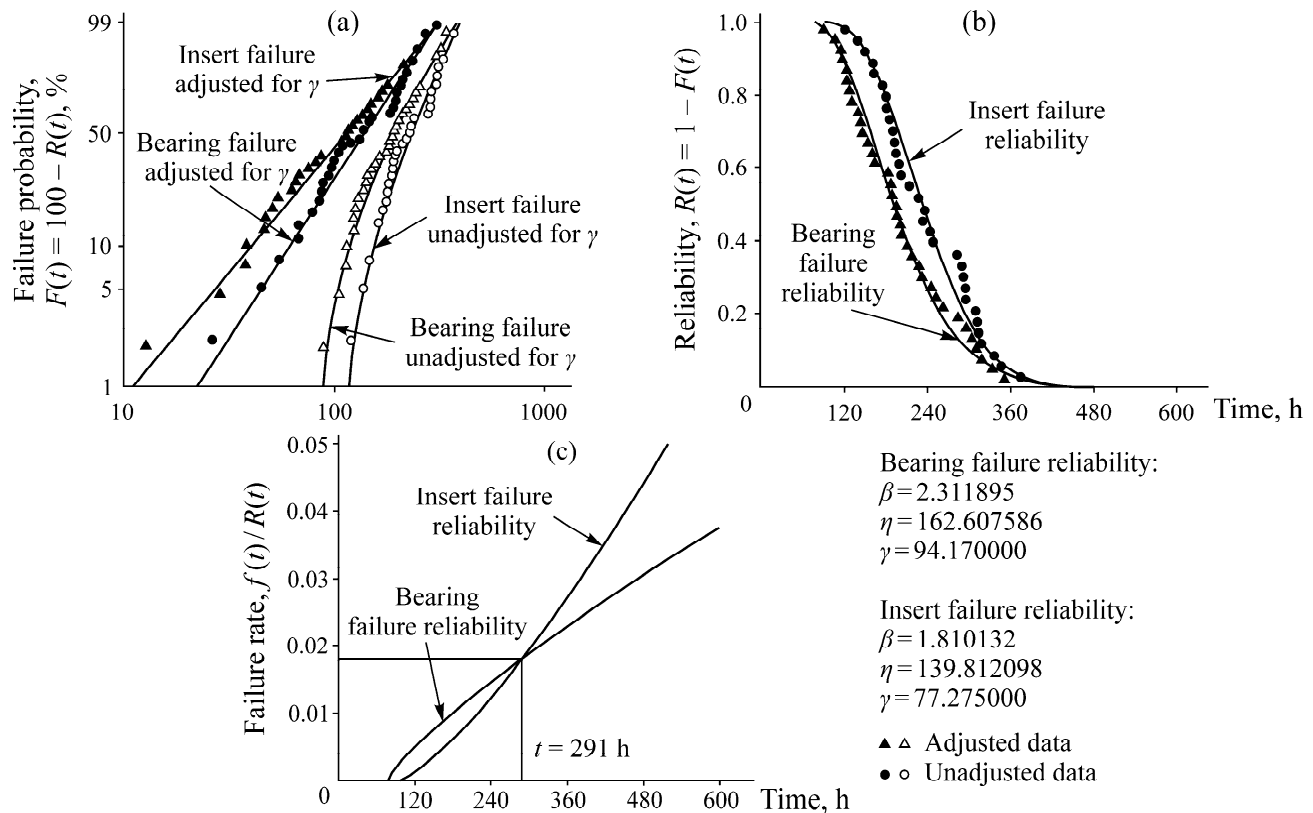 (a)
Failure probability,
F(t) = 100 − R(t), %
99
50
10
5
1
10
100
1000
Insert failure
adjusted for γ
Bearing failure
adjusted for γ
Insert failure
unadjusted for γ
Bearing failure
unadjusted for γ
(b)
Reliability, R(t) = 1 − F(t)
1.0
0.8
0.6
0.4
0.2
0
120
240
360
480
600
Time, h
Insert failure
reliability
Bearing
failure
reliability
(c)
Failure rate, f(t)/R(t)
0.05
0.04
0.03
0.02
0.01
0
120
240
360
480
600
Time, h
Insert failure
reliability
Bearing
failure reliability
t = 291 h
Bearing failure reliability:
β = 2.311895
η = 162.607586
γ = 94.170000
Insert failure reliability:
β = 1.810132
η = 139.812098
γ = 77.275000
▲ △ Adjusted data
● ○ Unadjusted data